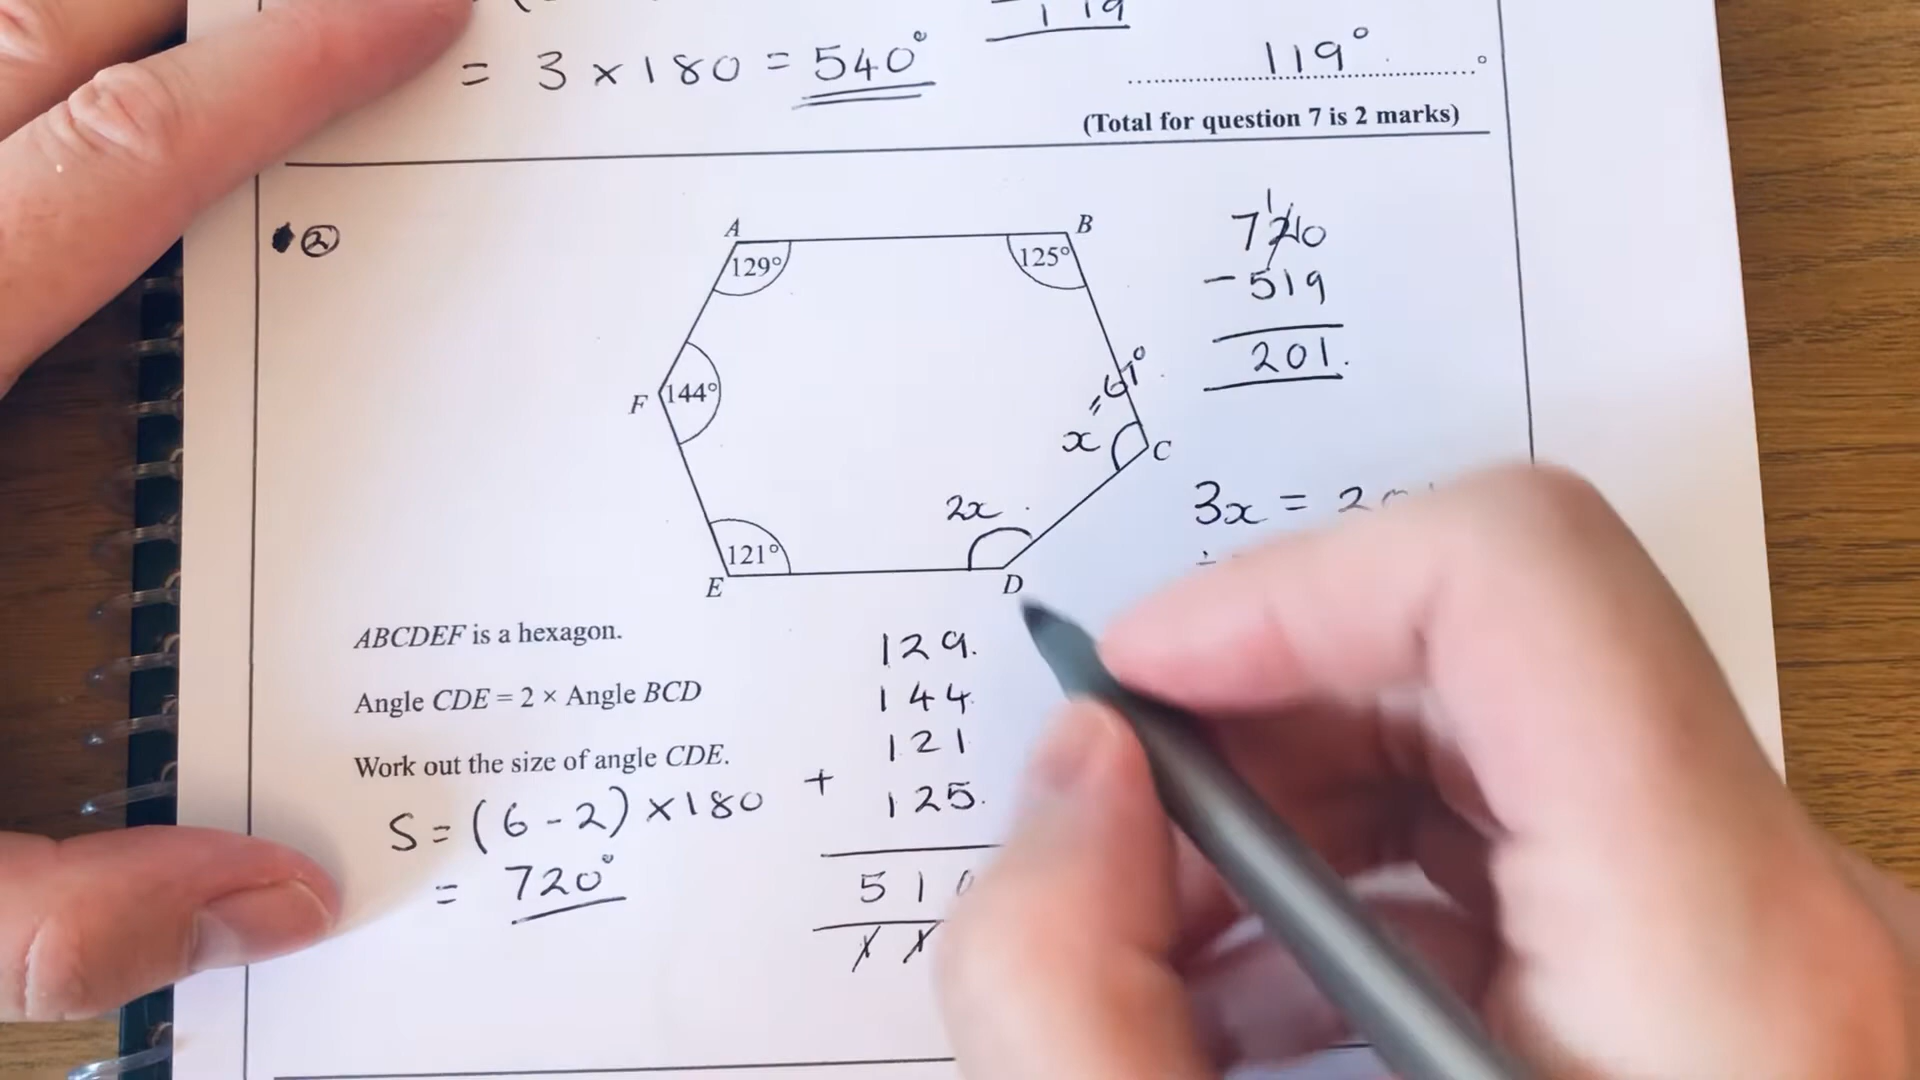 119
= 3 × 180 = 540°
119° °
(Total for question 7 is 2 marks)
②
A
B
129°
125°
F
144°
= 67°
x
C
2x
121°
E
D
720
- 519
201.
3x =
ABCDEF is a hexagon.
Angle CDE = 2 × Angle BCD
Work out the size of angle CDE.
S = (6 - 2) × 180
= 720°
129.
144.
121
+ 125.
51